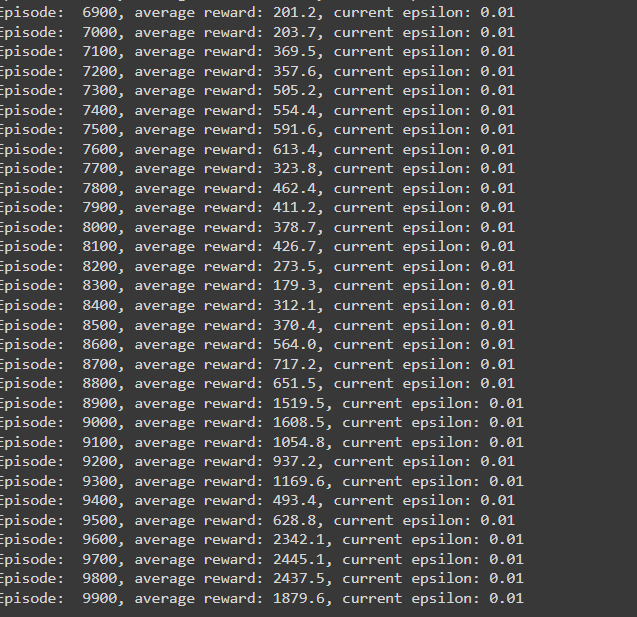 Episode:  6900, average reward: 201.2, current epsilon: 0.01
Episode:  7000, average reward: 203.7, current epsilon: 0.01
Episode:  7100, average reward: 369.5, current epsilon: 0.01
Episode:  7200, average reward: 357.6, current epsilon: 0.01
Episode:  7300, average reward: 505.2, current epsilon: 0.01
Episode:  7400, average reward: 554.4, current epsilon: 0.01
Episode:  7500, average reward: 591.6, current epsilon: 0.01
Episode:  7600, average reward: 613.4, current epsilon: 0.01
Episode:  7700, average reward: 323.8, current epsilon: 0.01
Episode:  7800, average reward: 462.4, current epsilon: 0.01
Episode:  7900, average reward: 411.2, current epsilon: 0.01
Episode:  8000, average reward: 378.7, current epsilon: 0.01
Episode:  8100, average reward: 426.7, current epsilon: 0.01
Episode:  8200, average reward: 273.5, current epsilon: 0.01
Episode:  8300, average reward: 179.3, current epsilon: 0.01
Episode:  8400, average reward: 312.1, current epsilon: 0.01
Episode:  8500, average reward: 370.4, current epsilon: 0.01
Episode:  8600, average reward: 564.0, current epsilon: 0.01
Episode:  8700, average reward: 717.2, current epsilon: 0.01
Episode:  8800, average reward: 651.5, current epsilon: 0.01
Episode:  8900, average reward: 1519.5, current epsilon: 0.01
Episode:  9000, average reward: 1608.5, current epsilon: 0.01
Episode:  9100, average reward: 1054.8, current epsilon: 0.01
Episode:  9200, average reward: 937.2, current epsilon: 0.01
Episode:  9300, average reward: 1169.6, current epsilon: 0.01
Episode:  9400, average reward: 493.4, current epsilon: 0.01
Episode:  9500, average reward: 628.8, current epsilon: 0.01
Episode:  9600, average reward: 2342.1, current epsilon: 0.01
Episode:  9700, average reward: 2445.1, current epsilon: 0.01
Episode:  9800, average reward: 2437.5, current epsilon: 0.01
Episode:  9900, average reward: 1879.6, current epsilon: 0.01